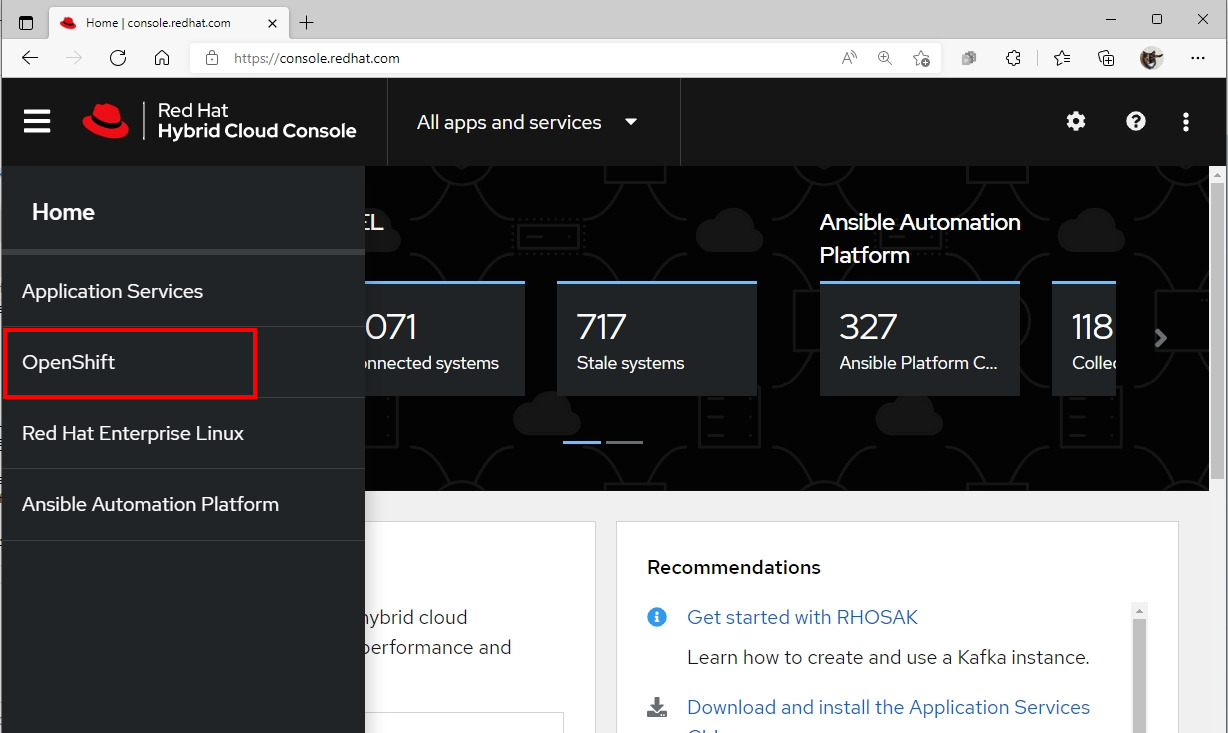 Home | console.redhat.com
https://console.redhat.com
Red Hat
Hybrid Cloud Console
All apps and services
Home
Application Services
OpenShift
Red Hat Enterprise Linux
Ansible Automation Platform
EL
071
nnected systems
717
Stale systems
Ansible Automation
Platform
327
Ansible Platform C...
118
Collec
hybrid cloud
performance and
Recommendations
Get started with RHOSAK
Learn how to create and use a Kafka instance.
Download and install the Application Services